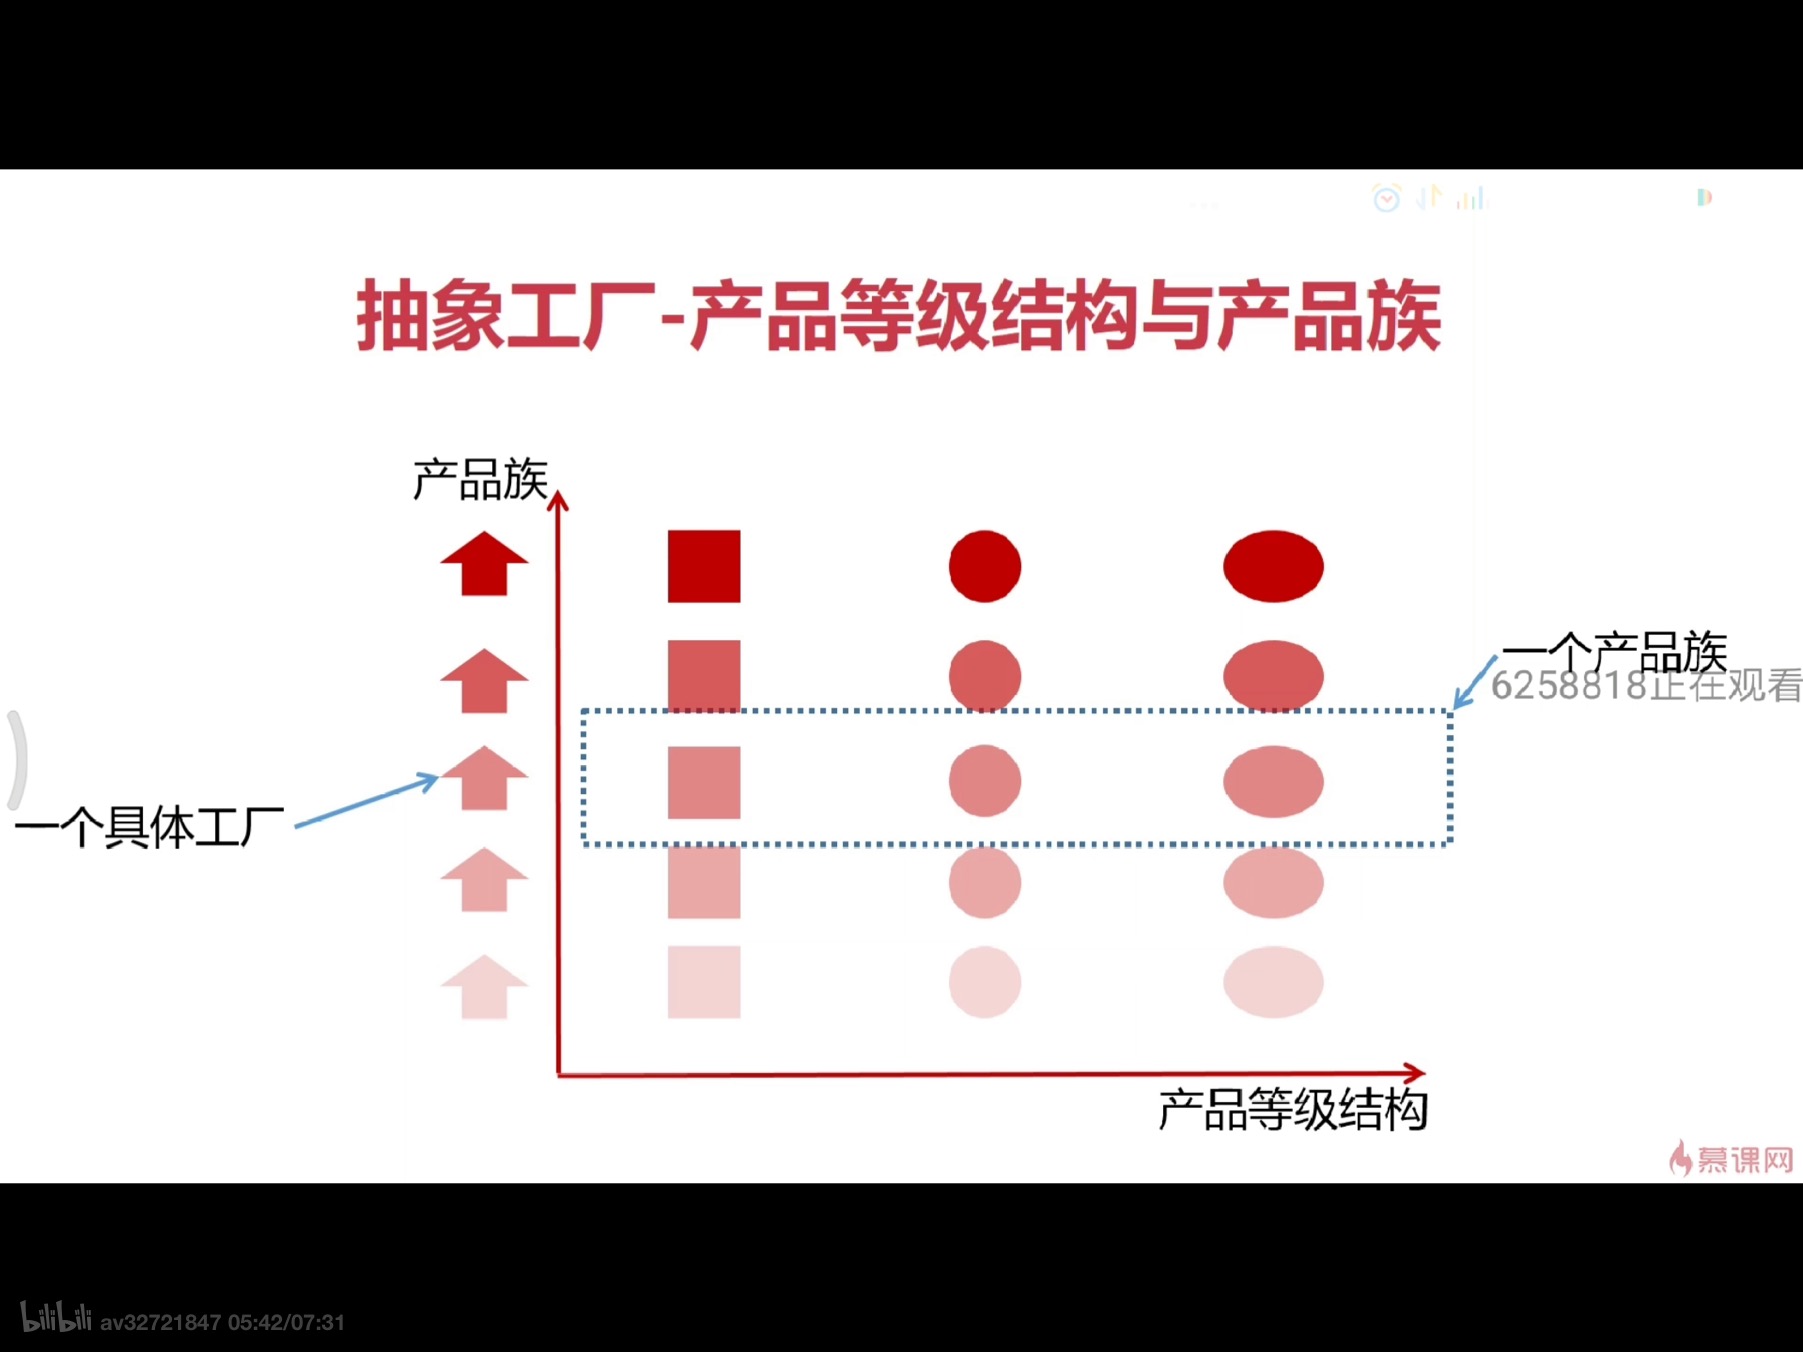 抽象工厂-产品等级结构与产品族
产品族
一个产品族
6258818正在观看
一个具体工厂
产品等级结构
慕课网
bilibili av32721847 05:42/07:31